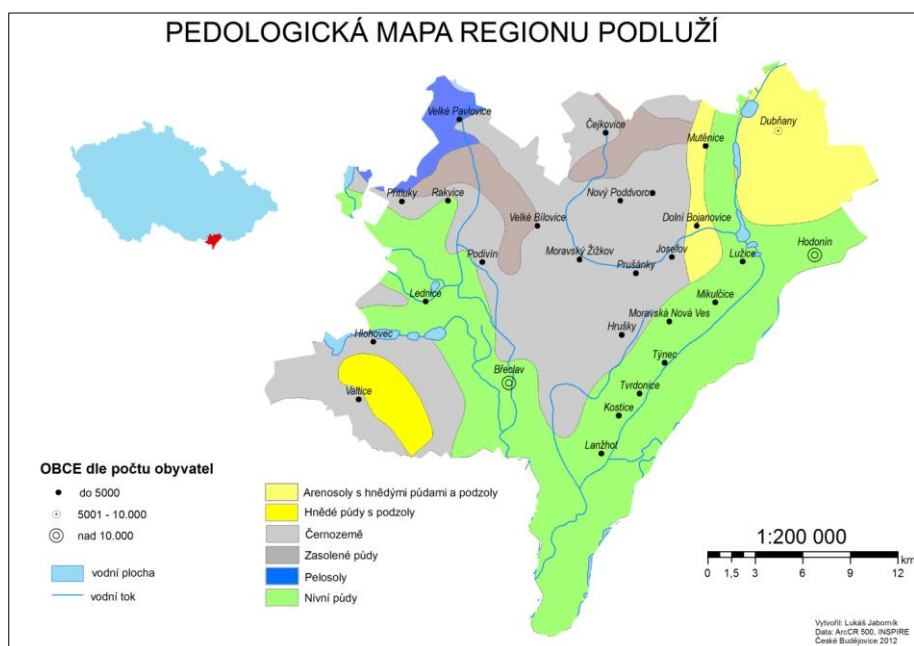 PEDOLOGICKÁ MAPA REGIONU PODLUŽÍ
Velké Pavlovice
Čejkovice
Dubňany
Mutěnice
Přítluky
Rakvice
Nový Poddvorov
Velké Bílovice
Dolní Bojanovice
Podivín
Moravský Žižkov
Josefov
Lužice
Hodonín
Prušánky
Lednice
Mikulčice
Moravská Nová Ves
Hlohovec
Hrušky
Týnec
Břeclav
Valtice
Tvrdonice
Kostice
Lanžhot
OBCE dle počtu obyvatel
do 5000
5001 - 10.000
nad 10.000
vodní plocha
vodní tok
Arenosoly s hnědými půdami a podzoly
Hnědé půdy s podzoly
Černozemě
Zasolené půdy
Pelosoly
Nivní půdy
1:200 000
km
0 1,5 3 6 9 12
Vytvořil: Lukáš Jaborník
Data: ArcCR 500, INSPIRE
České Budějovice 2012